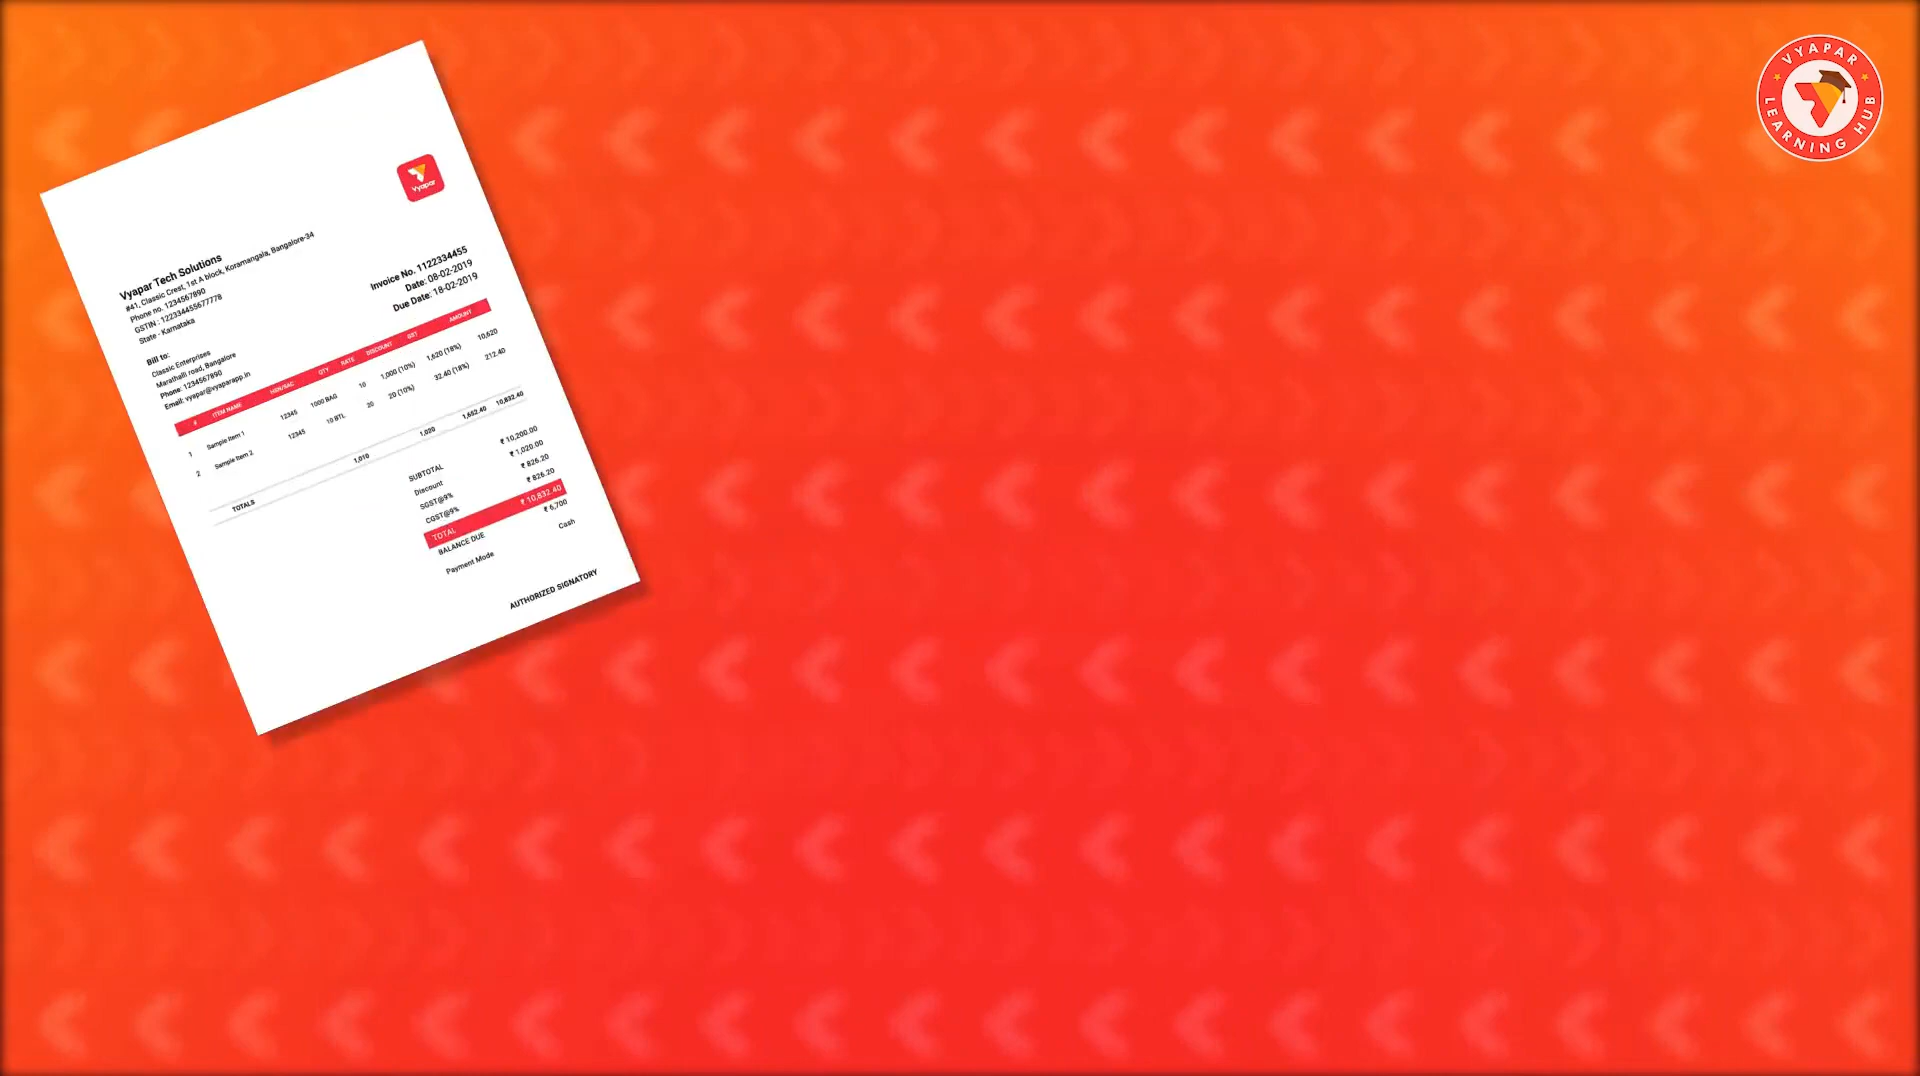 VYAPAR
LEARNING HUB
Vyapar
Vyapar Tech Solutions
#41, Classic Crest, 1st A block, Koramangala, Bangalore-34
Phone no. 1234567890
GSTIN : 122334455677778
State - Karnataka
Invoice No. 1122334455
Date: 08-02-2019
Due Date: 18-02-2019
Bill to:
Classic Enterprises
Marathalli road, Bangalore
Phone: 1234567890
Email: vyapar@vyaparapp.in
# ITEM NAME HSN/SAC QTY RATE DISCOUNT GST AMOUNT
1 Sample Item 1 12345 1000 BAG 10 1,000 (10%) 1,620 (18%) 10,620
2 Sample Item 2 12345 10 BTL 20 20 (10%) 32.40 (18%) 212.40
TOTALS 1,010 1,020 1,652.40 10,832.40
SUBTOTAL ₹ 10,200.00
Discount ₹ 1,020.00
SGST@9% ₹ 826.20
CGST@9% ₹ 826.20
TOTAL ₹ 10,832.40
BALANCE DUE ₹ 6,700
Payment Mode Cash
AUTHORIZED SIGNATORY